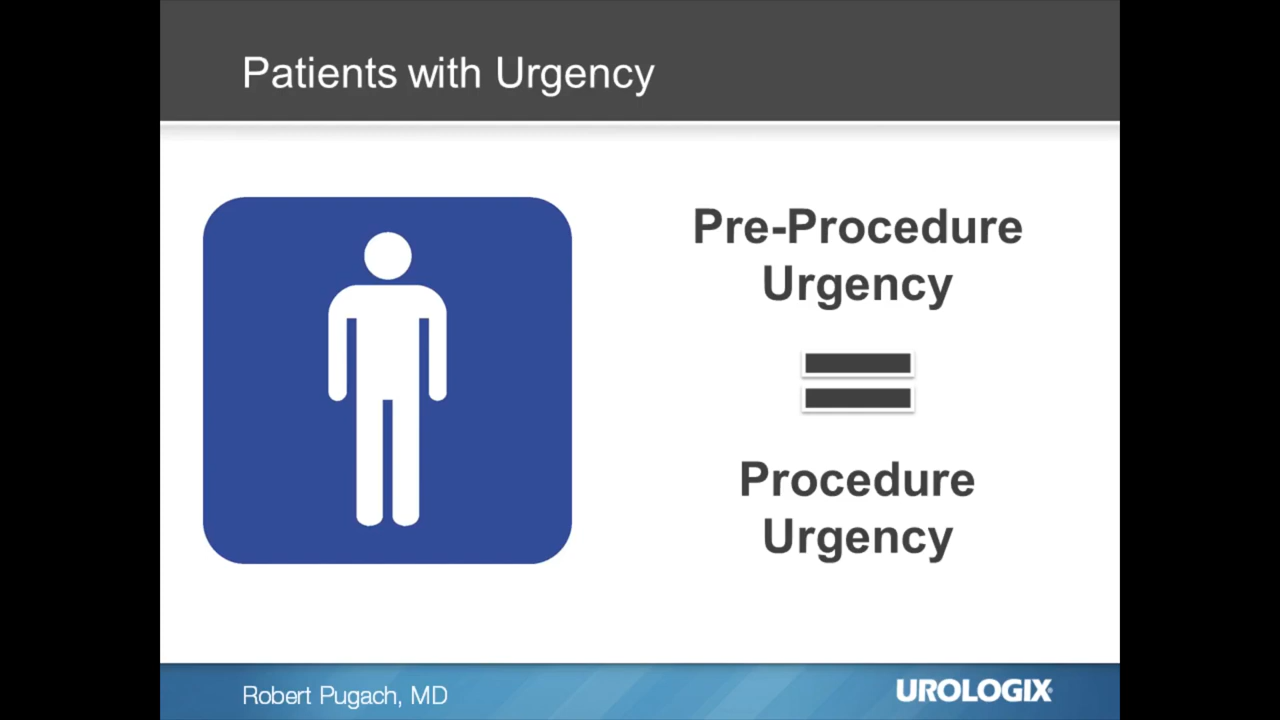 Patients with Urgency
Pre-Procedure
Urgency
=
Procedure
Urgency
Robert Pugach, MD
UROLOGIX